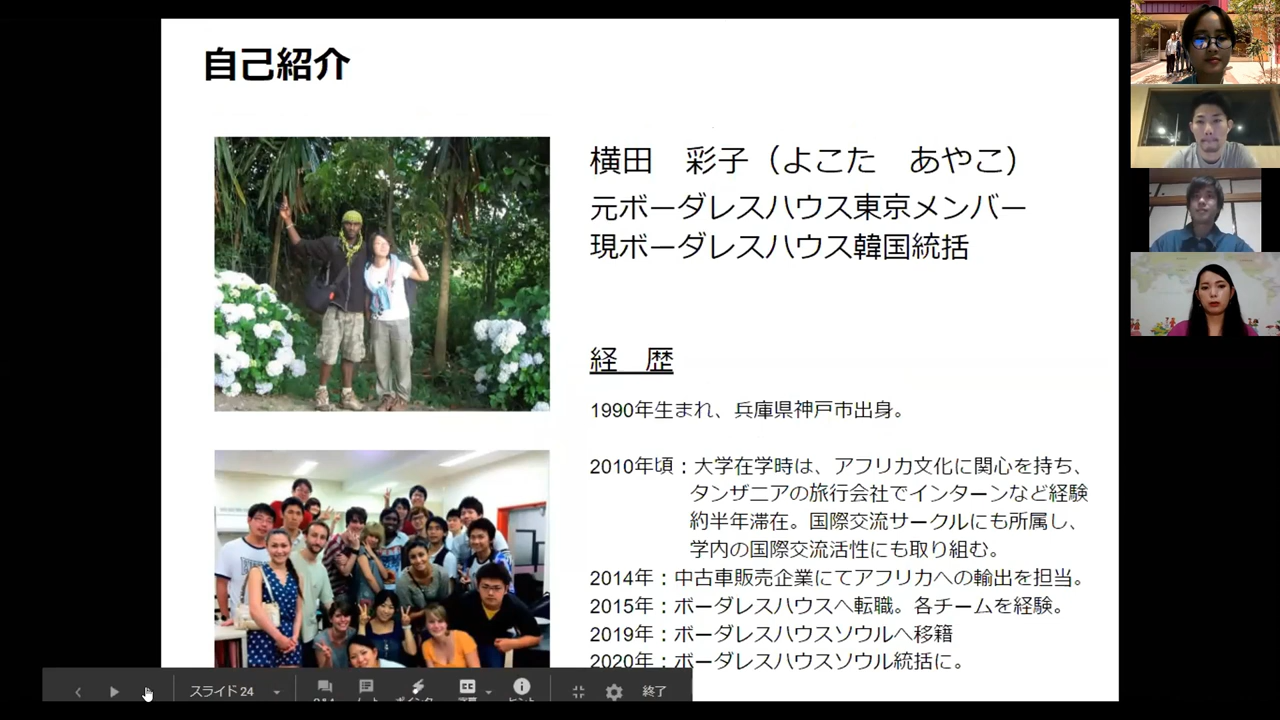 自己紹介
横田　彩子（よこた　あやこ）
元ボーダレスハウス東京メンバー
現ボーダレスハウス韓国統括
経　歴
1990年生まれ、兵庫県神戸市出身。
2010年頃：大学在学時は、アフリカ文化に関心を持ち、
タンザニアの旅行会社でインターンなど経験
約半年滞在。国際交流サークルにも所属し、
学内の国際交流活性にも取り組む。
2014年：中古車販売企業にてアフリカへの輸出を担当。
2015年：ボーダレスハウスへ転職。各チームを経験。
2019年：ボーダレスハウスソウルへ移籍
2020年：ボーダレスハウスソウル統括に。
スライド 24
終了